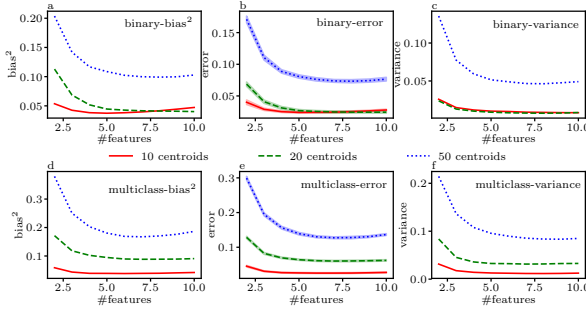 a
b
c
binary-bias²
binary-error
binary-variance
0.20
0.15
0.10
0.05
bias²
2.5 5.0 7.5 10.0
#features
0.15
0.10
0.05
error
2.5 5.0 7.5 10.0
#features
0.10
0.05
variance
2.5 5.0 7.5 10.0
#features
10 centroids
20 centroids
50 centroids
d
e
f
multiclass-bias²
multiclass-error
multiclass-variance
0.3
0.2
0.1
bias²
2.5 5.0 7.5 10.0
#features
0.3
0.2
0.1
error
2.5 5.0 7.5 10.0
#features
0.2
0.1
0.0
variance
2.5 5.0 7.5 10.0
#features